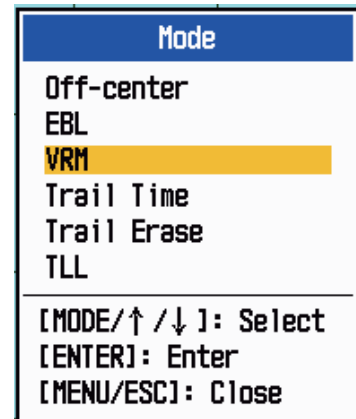 Mode
Off-center
EBL
VRM
Trail Time
Trail Erase
TLL
[MODE/↑/↓]: Select
[ENTER]: Enter
[MENU/ESC]: Close